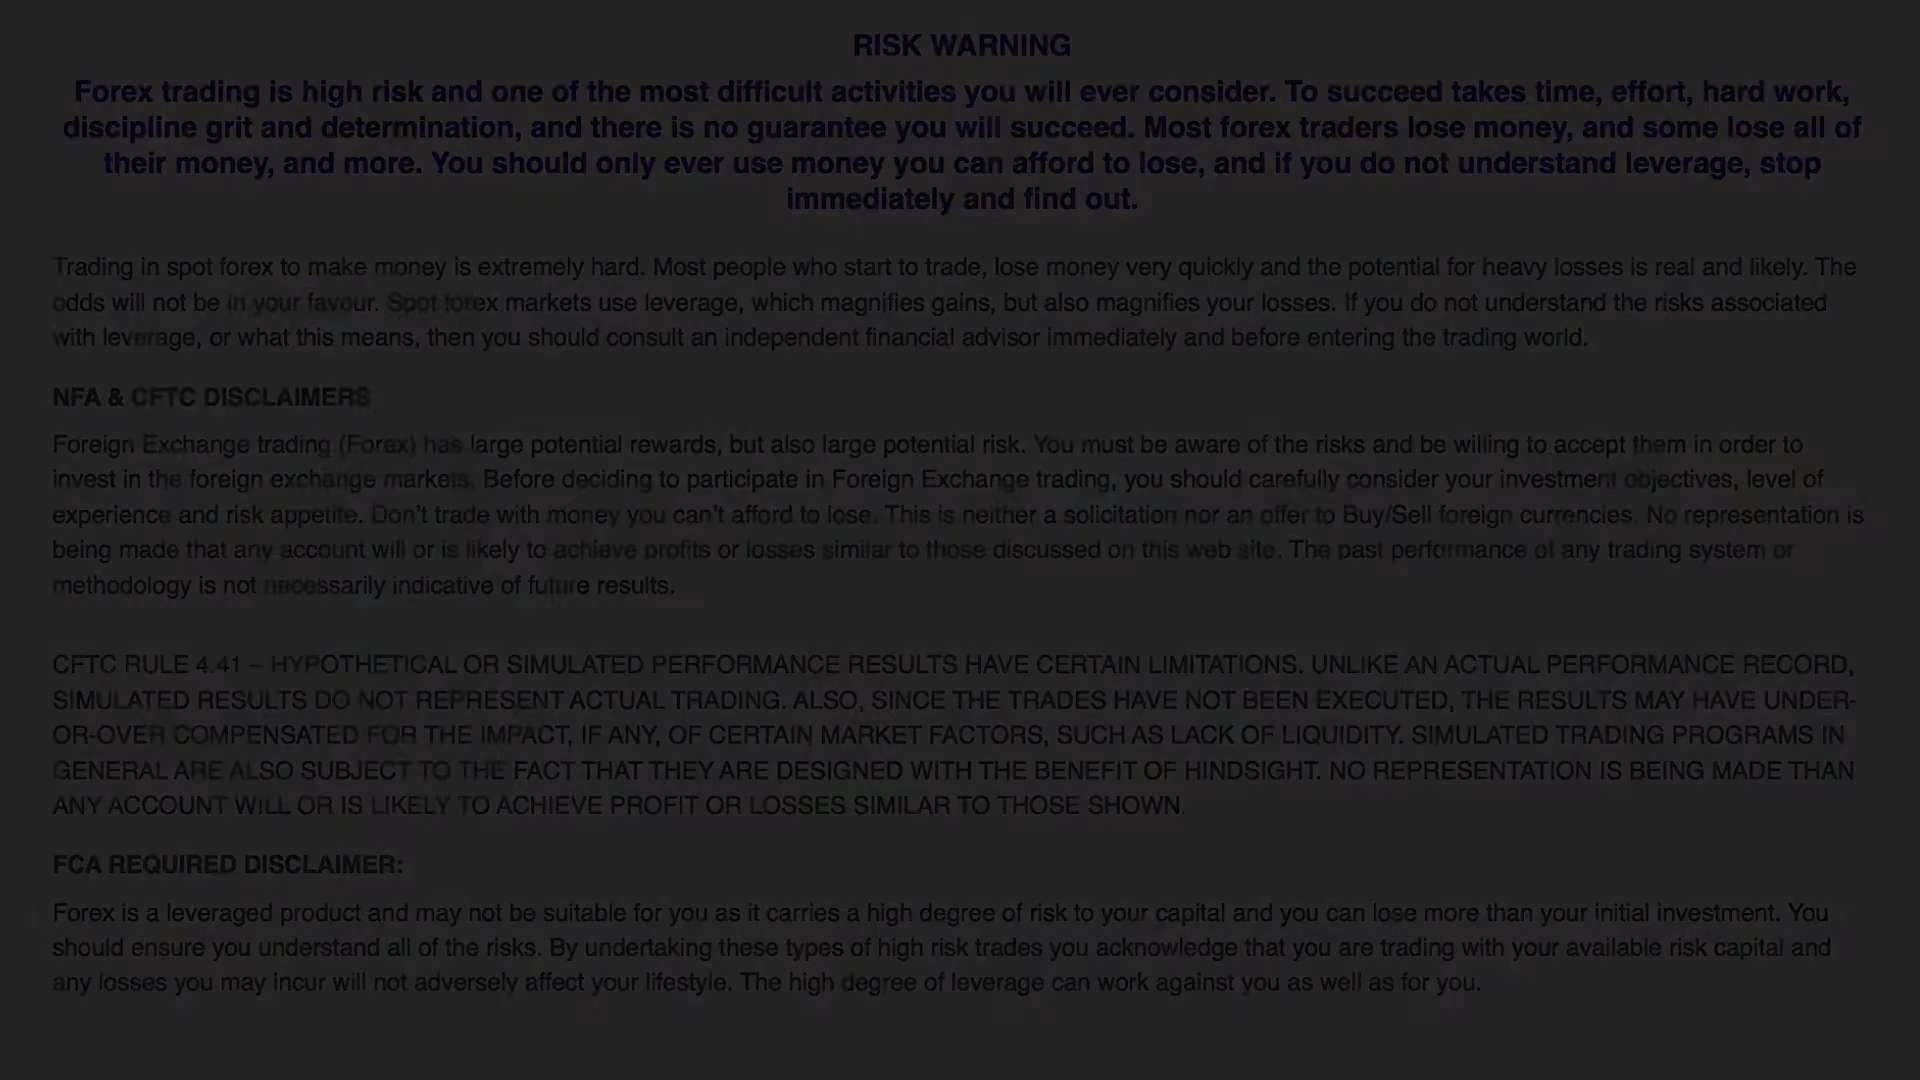 RISK WARNING
Forex trading is high risk and one of the most difficult activities you will ever consider. To succeed takes time, effort, hard work,
discipline grit and determination, and there is no guarantee you will succeed. Most forex traders lose money, and some lose all of
their money, and more. You should only ever use money you can afford to lose, and if you do not understand leverage, stop
immediately and find out.
Trading in spot forex to make money is extremely hard. Most people who start to trade, lose money very quickly and the potential for heavy losses is real and likely. The
odds will not be in your favour. Spot forex markets use leverage, which magnifies gains, but also magnifies your losses. If you do not understand the risks associated
with leverage, or what this means, then you should consult an independent financial advisor immediately and before entering the trading world.
NFA & CFTC DISCLAIMERS
Foreign Exchange trading (Forex) has large potential rewards, but also large potential risk. You must be aware of the risks and be willing to accept them in order to
invest in the foreign exchange markets. Before deciding to participate in Foreign Exchange trading, you should carefully consider your investment objectives, level of
experience and risk appetite. Don't trade with money you can't afford to lose. This is neither a solicitation nor an offer to Buy/Sell foreign currencies. No representation is
being made that any account will or is likely to achieve profits or losses similar to those discussed on this web site. The past performance of any trading system or
methodology is not necessarily indicative of future results.
CFTC RULE 4.41 – HYPOTHETICAL OR SIMULATED PERFORMANCE RESULTS HAVE CERTAIN LIMITATIONS. UNLIKE AN ACTUAL PERFORMANCE RECORD,
SIMULATED RESULTS DO NOT REPRESENT ACTUAL TRADING. ALSO, SINCE THE TRADES HAVE NOT BEEN EXECUTED, THE RESULTS MAY HAVE UNDER-
OR-OVER COMPENSATED FOR THE IMPACT, IF ANY, OF CERTAIN MARKET FACTORS, SUCH AS LACK OF LIQUIDITY. SIMULATED TRADING PROGRAMS IN
GENERAL ARE ALSO SUBJECT TO THE FACT THAT THEY ARE DESIGNED WITH THE BENEFIT OF HINDSIGHT. NO REPRESENTATION IS BEING MADE THAN
ANY ACCOUNT WILL OR IS LIKELY TO ACHIEVE PROFIT OR LOSSES SIMILAR TO THOSE SHOWN.
FCA REQUIRED DISCLAIMER:
Forex is a leveraged product and may not be suitable for you as it carries a high degree of risk to your capital and you can lose more than your initial investment. You
should ensure you understand all of the risks. By undertaking these types of high risk trades you acknowledge that you are trading with your available risk capital and
any losses you may incur will not adversely affect your lifestyle. The high degree of leverage can work against you as well as for you.